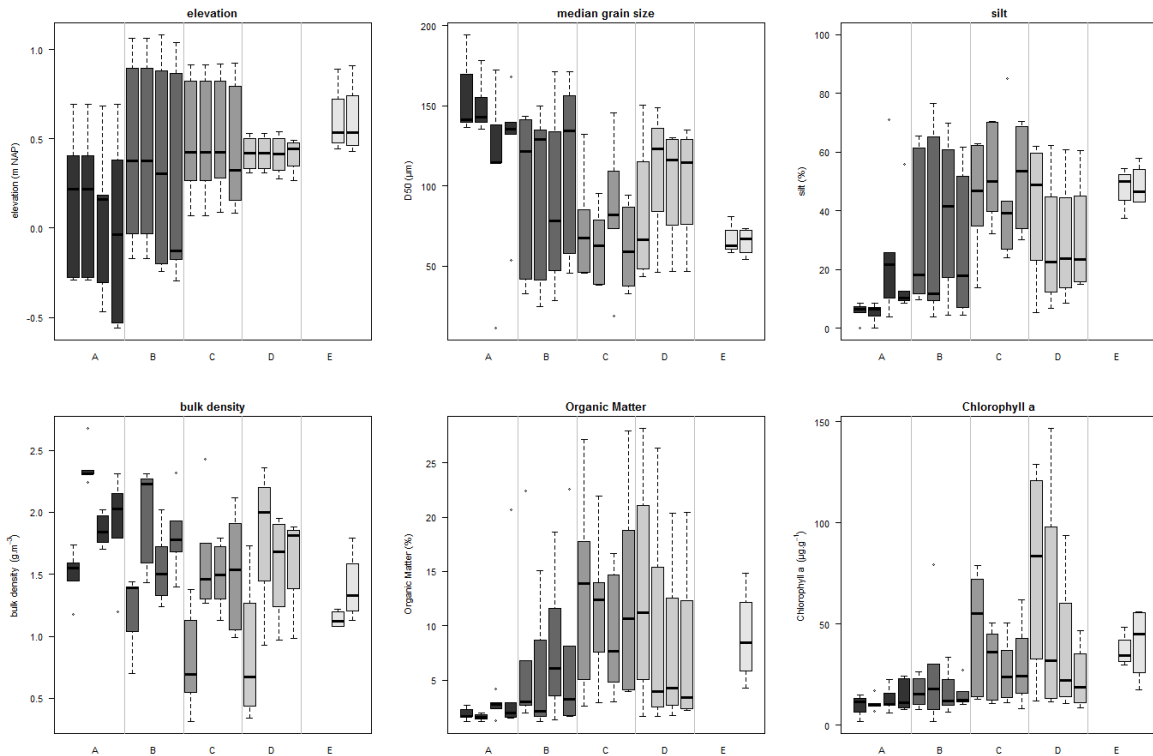 elevation
elevation (m NAP)
1.0
0.5
0.0
-0.5
A B C D E
median grain size
D50 (μm)
200
150
100
50
A B C D E
silt
silt (%)
100
80
60
40
20
0
A B C D E
bulk density
bulk density (g.m-3)
2.5
2.0
1.5
1.0
0.5
A B C D E
Organic Matter
Organic Matter (%)
25
20
15
10
5
A B C D E
Chlorophyll a
Chlorophyll a (μg.g-1)
150
100
50
0
A B C D E